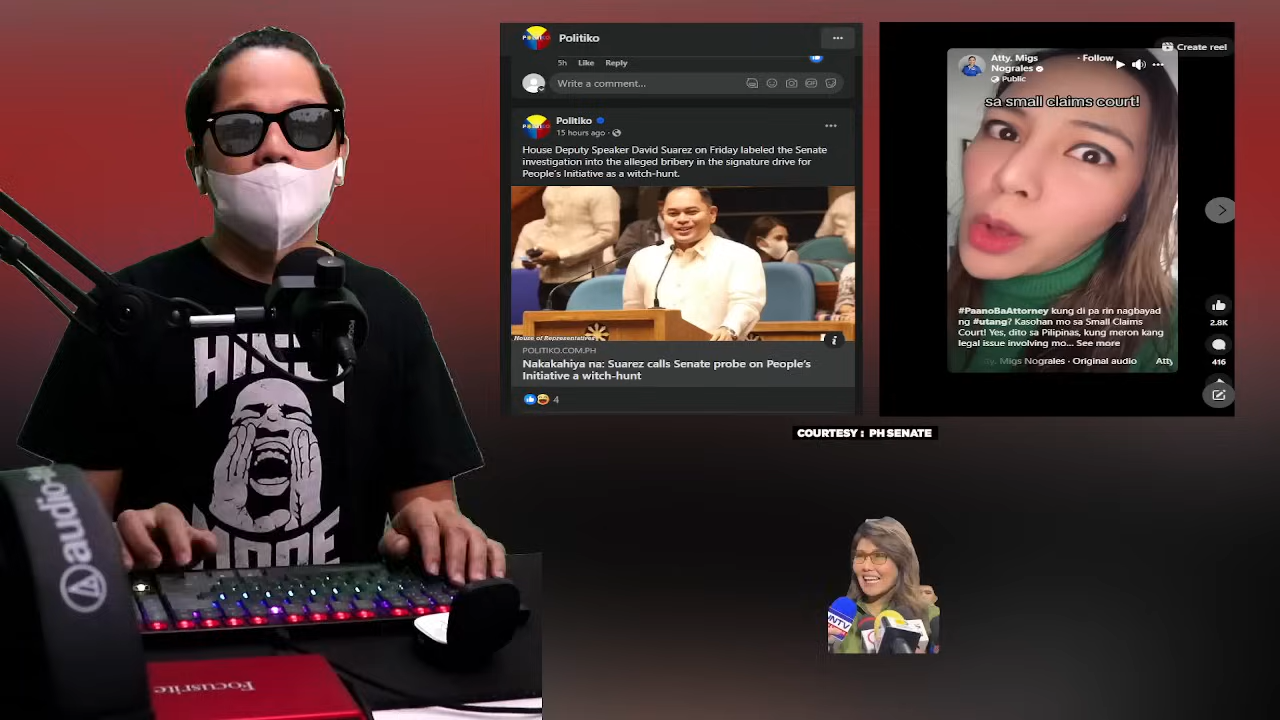 Politiko
5h Like Reply
Write a comment...
Politiko
15 hours ago
House Deputy Speaker David Suarez on Friday labeled the Senate
investigation into the alleged bribery in the signature drive for
People's Initiative as a witch-hunt.
House of Representatives
POLITIKO.COM.PH
Nakakahiya na: Suarez calls Senate probe on People's
Initiative a witch-hunt
4
Create reel
Atty. Migs
Nograles
· Follow
Public
sa small claims court!
#PaanoBaAttorney kung di pa rin nagbayad
ng #utang? Kasohan mo sa Small Claims
Court! Yes, dito sa Pilipinas, kung meron kang
legal issue involving mo... See more
Migs Nograles · Original audio Atty
2.8K
416
COURTESY : PH SENATE
MODE
audio-
Focusrite
UNTV